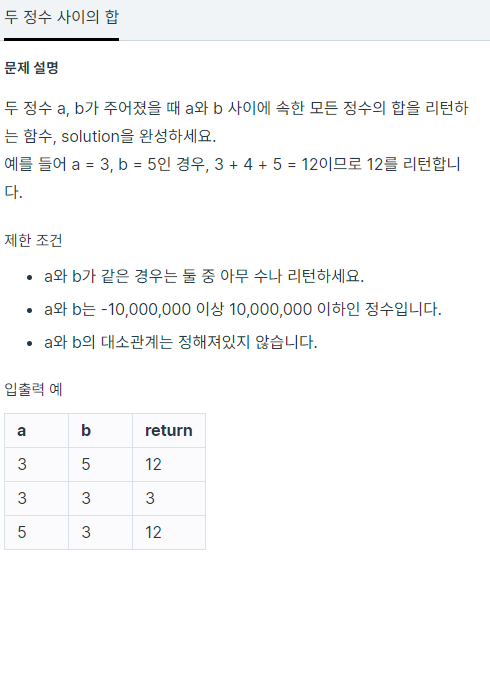 두 정수 사이의 합
문제 설명
두 정수 a, b가 주어졌을 때 a와 b 사이에 속한 모든 정수의 합을 리턴하
는 함수, solution을 완성하세요.
예를 들어 a = 3, b = 5인 경우, 3 + 4 + 5 = 12이므로 12를 리턴합니
다.
제한 조건
• a와 b가 같은 경우는 둘 중 아무 수나 리턴하세요.
• a와 b는 -10,000,000 이상 10,000,000 이하인 정수입니다.
• a와 b의 대소관계는 정해져있지 않습니다.
입출력 예
a b return
3 5 12
3 3 3
5 3 12